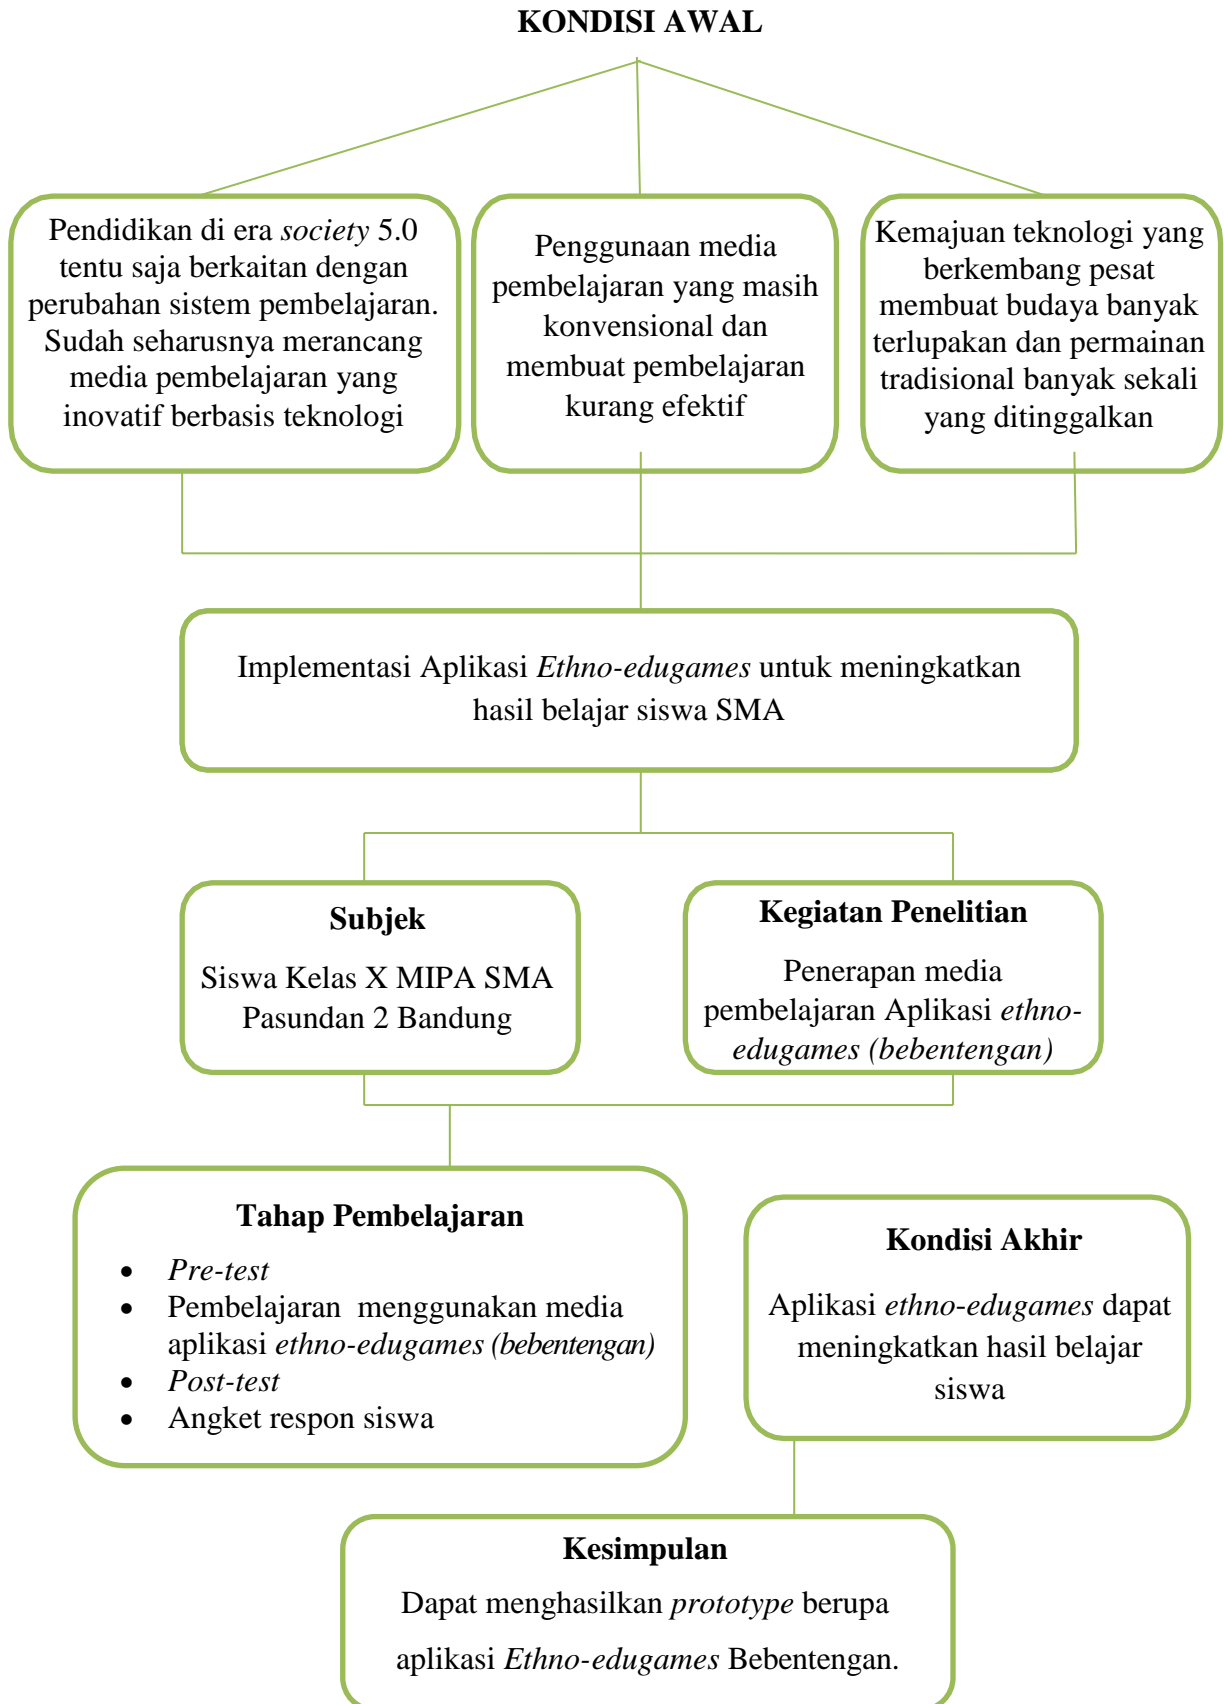 KONDISI AWAL
Pendidikan di era society 5.0
tentu saja berkaitan dengan
perubahan sistem pembelajaran.
Sudah seharusnya merancang
media pembelajaran yang
inovatif berbasis teknologi
Penggunaan media
pembelajaran yang masih
konvensional dan
membuat pembelajaran
kurang efektif
Kemajuan teknologi yang
berkembang pesat
membuat budaya banyak
terlupakan dan permainan
tradisional banyak sekali
yang ditinggalkan
Implementasi Aplikasi Ethno-edugames untuk meningkatkan
hasil belajar siswa SMA
Subjek
Siswa Kelas X MIPA SMA
Pasundan 2 Bandung
Kegiatan Penelitian
Penerapan media
pembelajaran Aplikasi ethno-
edugames (bebentengan)
Tahap Pembelajaran
• Pre-test
• Pembelajaran menggunakan media
aplikasi ethno-edugames (bebentengan)
• Post-test
• Angket respon siswa
Kondisi Akhir
Aplikasi ethno-edugames dapat
meningkatkan hasil belajar
siswa
Kesimpulan
Dapat menghasilkan prototype berupa
aplikasi Ethno-edugames Bebentengan.